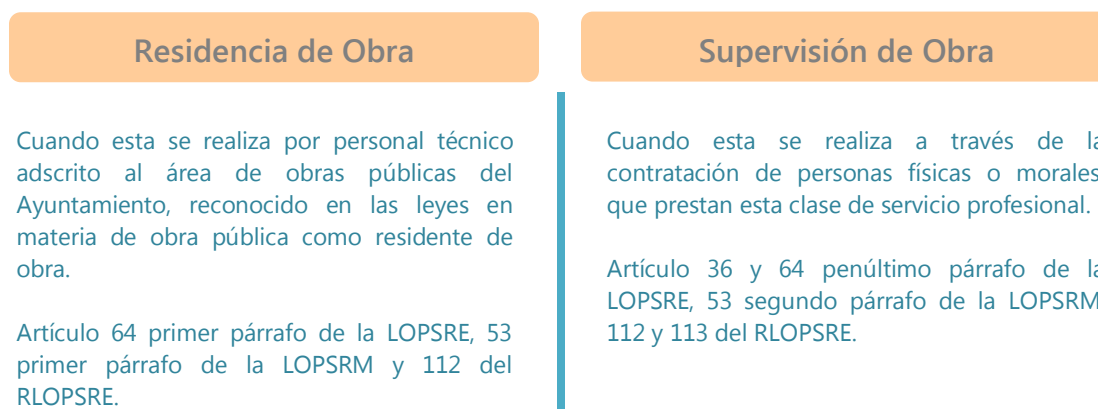 Residencia de Obra
Cuando esta se realiza por personal técnico
adscrito al área de obras públicas del
Ayuntamiento, reconocido en las leyes en
materia de obra pública como residente de
obra.
Artículo 64 primer párrafo de la LOPSRE, 53
primer párrafo de la LOPSRM y 112 del
RLOPSRE.
Supervisión de Obra
Cuando esta se realiza a través de la
contratación de personas físicas o morales
que prestan esta clase de servicio profesional.
Artículo 36 y 64 penúltimo párrafo de la
LOPSRE, 53 segundo párrafo de la LOPSRM
112 y 113 del RLOPSRE.